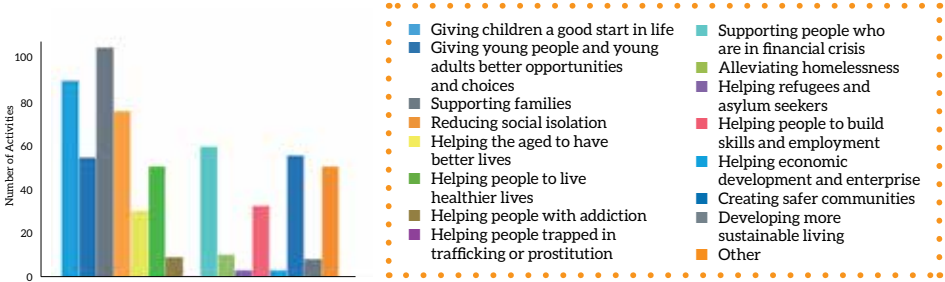 Number of Activities
100
80
60
40
20
0
Giving children a good start in life
Giving young people and young
adults better opportunities
and choices
Supporting families
Reducing social isolation
Helping the aged to have
better lives
Helping people to live
healthier lives
Helping people with addiction
Helping people trapped in
trafficking or prostitution
Supporting people who
are in financial crisis
Alleviating homelessness
Helping refugees and
asylum seekers
Helping people to build
skills and employment
Helping economic
development and enterprise
Creating safer communities
Developing more
sustainable living
Other